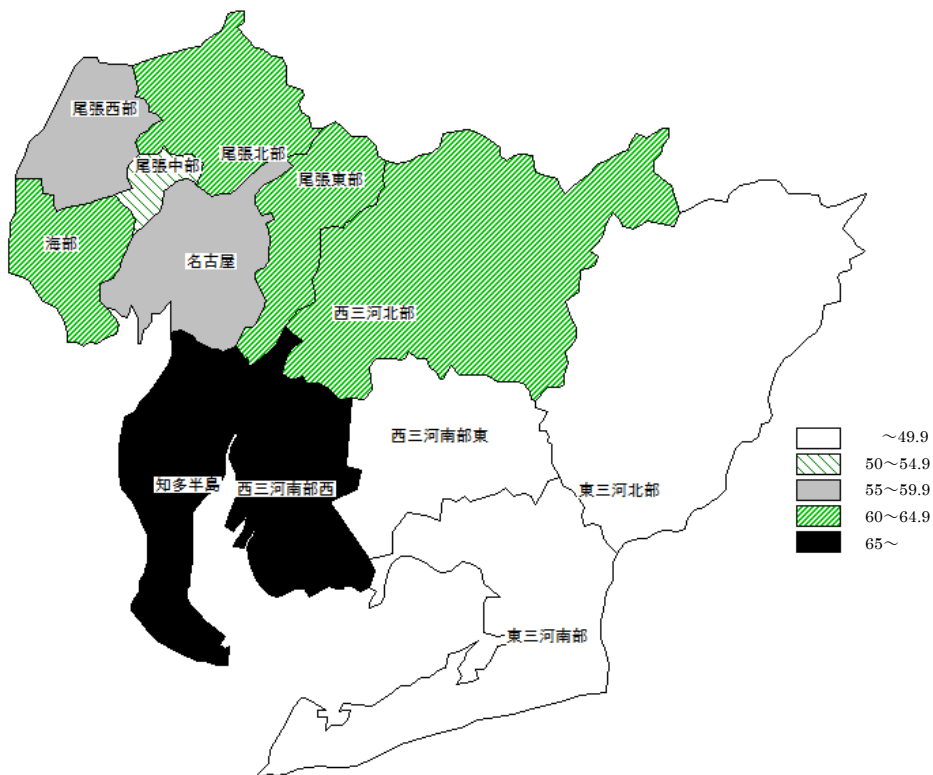 尾張西部
尾張中部
尾張北部
尾張東部
海部
名古屋
西三河北部
西三河南部東
知多半島
西三河南部西
東三河北部
東三河南部
～49.9
50～54.9
55～59.9
60～64.9
65～